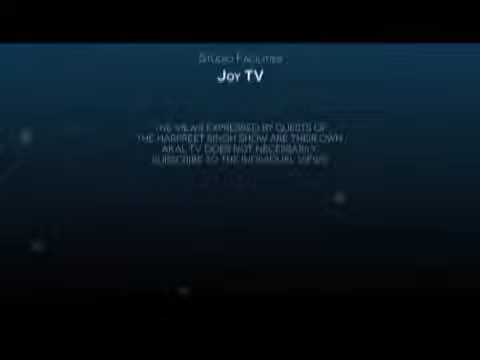 Studio Facilities
Joy TV
THE VIEWS EXPRESSED BY GUESTS OF
THE HARPREET SINGH SHOW ARE THEIR OWN
AKAL TV DOES NOT NECESSARILY
SUBSCRIBE TO THE INDIVIDUAL VIEWS